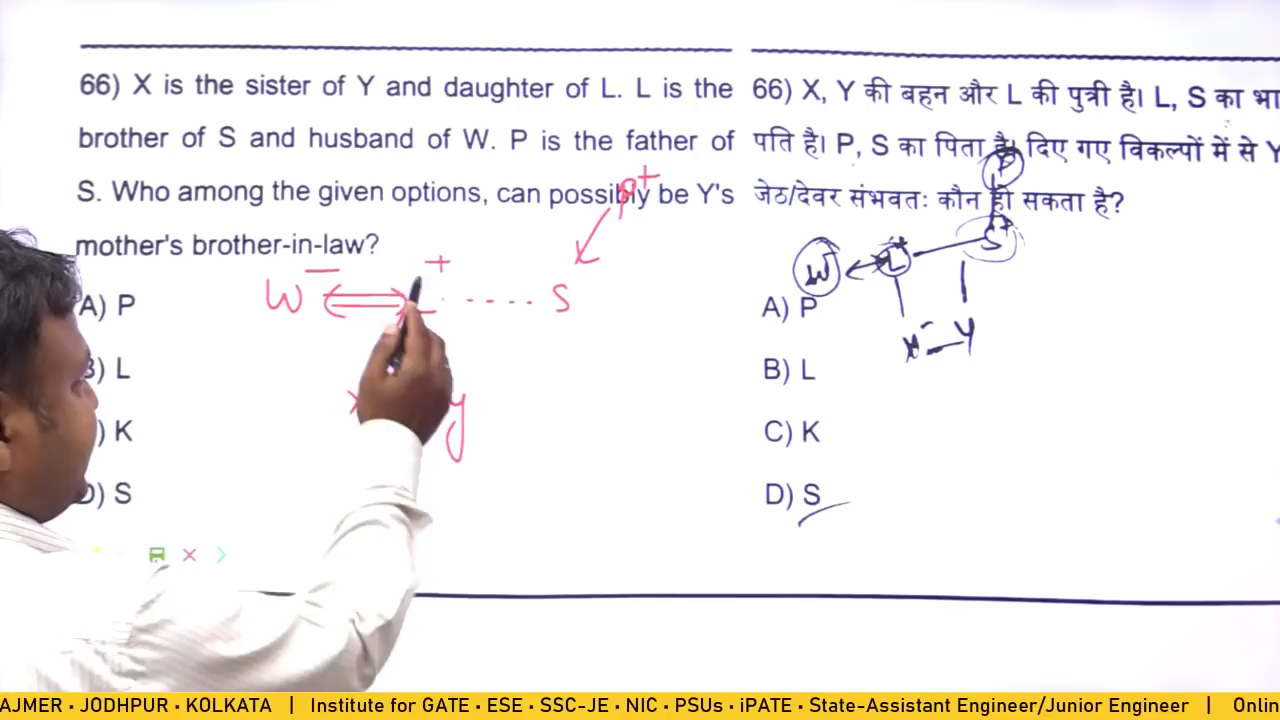 66) X is the sister of Y and daughter of L. L is the
brother of S and husband of W. P is the father of
S. Who among the given options, can possibly be Y's
mother's brother-in-law?
A) P
B) L
) K
D) S
W
+
S
P+
y
66) X, Y की बहन और L की पुत्री है। L, S का भा
पति है। P, S का पिता है। दिए गए विकल्पों में से Y
जेठ/देवर संभवतः कौन हो सकता है?
A) P
B) L
C) K
D) S
P
W
L+
S+
X- Y
AJMER • JODHPUR • KOLKATA | Institute for GATE • ESE • SSC-JE • NIC • PSUs • iPATE • State-Assistant Engineer/Junior Engineer | Onlin